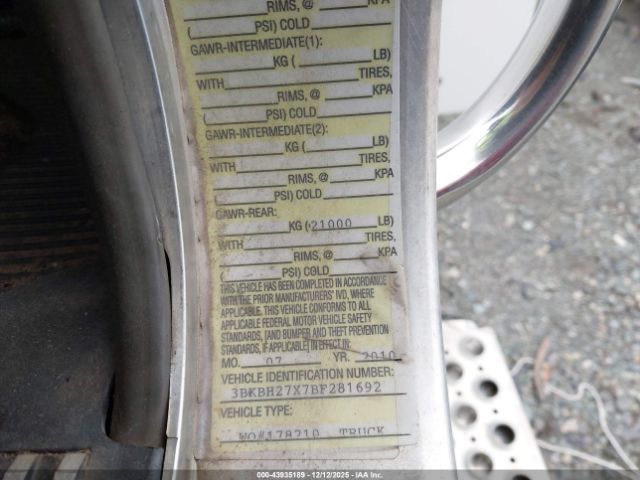 RIMS, @ KPA
( PSI) COLD
GAWR-INTERMEDIATE(1):
KG ( LB)
WITH TIRES,
RIMS, @ KPA
( PSI) COLD
GAWR-INTERMEDIATE(2):
KG ( LB)
WITH TIRES,
RIMS, @ KPA
( PSI) COLD
GAWR-REAR:
KG (21000 LB)
WITH TIRES,
RIMS, @ KPA
( PSI) COLD
THIS VEHICLE HAS BEEN COMPLETED IN ACCORDANCE
WITH THE PRIOR MANUFACTURERS' IVD, WHERE
APPLICABLE. THIS VEHICLE CONFORMS TO ALL
APPLICABLE FEDERAL MOTOR VEHICLE SAFETY
STANDARDS, [AND BUMPER AND THEFT PREVENTION
STANDARDS, IF APPLICABLE] IN EFFECT IN:
MO. 07 YR. 2010
VEHICLE IDENTIFICATION NUMBER:
3BKBH27X7BF281692
VEHICLE TYPE:
WO#178710 TRUCK
000-43935189 - 12/12/2025 - IAA Inc.